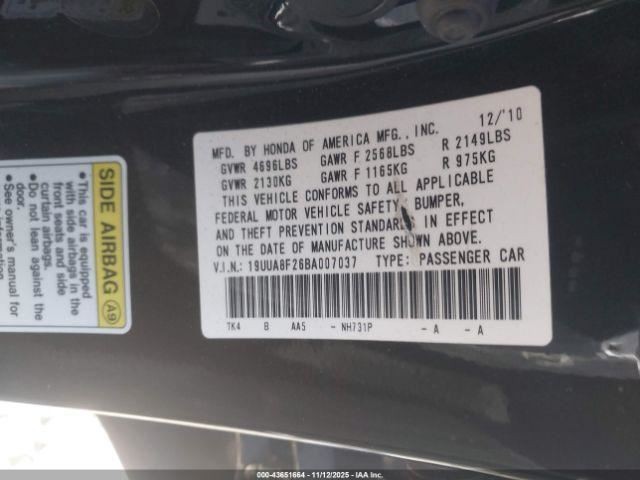 12/'10
MFD. BY HONDA OF AMERICA MFG., INC.
GVWR 4696LBS GAWR F 2568LBS R 2149LBS
GVWR 2130KG GAWR F 1165KG R 975KG
THIS VEHICLE CONFORMS TO ALL APPLICABLE
FEDERAL MOTOR VEHICLE SAFETY, BUMPER,
AND THEFT PREVENTION STANDARDS IN EFFECT
ON THE DATE OF MANUFACTURE SHOWN ABOVE.
V.I.N.: 19UUA8F26BA007037 TYPE: PASSENGER CAR
TK4 B AA5 - NH731P - A - A
SIDE AIRBAG A9
•This car is equipped
with side airbags in
front seats and side
curtain airbags.
•Do not lean against the
door.
•See owner's manual for
more information.
000-43651664 - 11/12/2025 - IAA Inc.